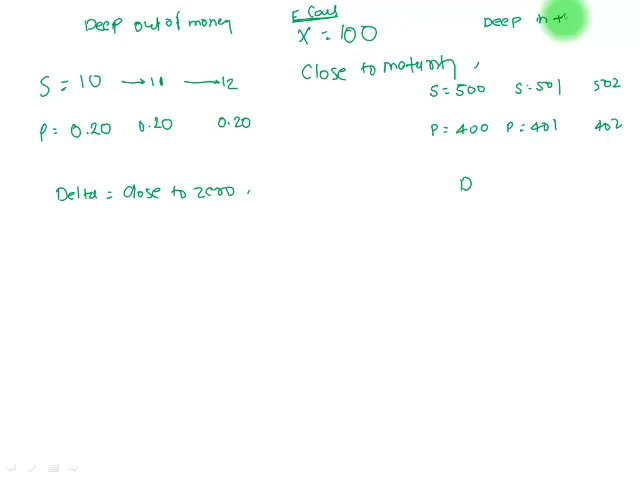 Deep out of money
E Call
X = 100
Deep in t
Close to maturity,
S = 10 → 11 → 12
P = 0.20 0.20 0.20
S = 500 S = 501 502
P = 400 P = 401 402
Delta = Close to zero,
D